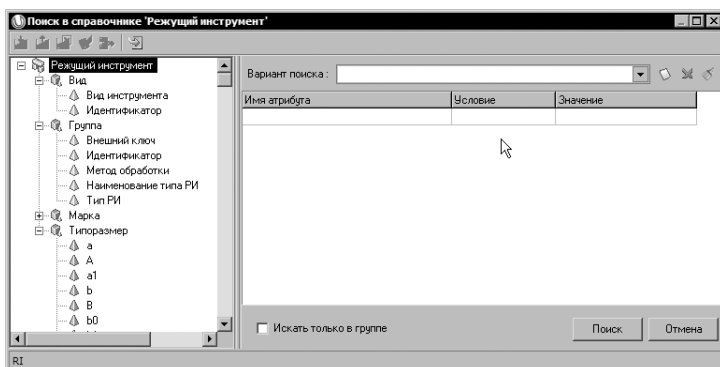 Поиск в справочнике 'Режущий инструмент'
Режущий инструмент
Вид
Вид инструмента
Идентификатор
Группа
Внешний ключ
Идентификатор
Метод обработки
Наименование типа РИ
Тип РИ
Марка
Типоразмер
a
A
a1
b
B
b0
Вариант поиска :
Имя атрибута Условие Значение
Искать только в группе
Поиск Отмена
RI